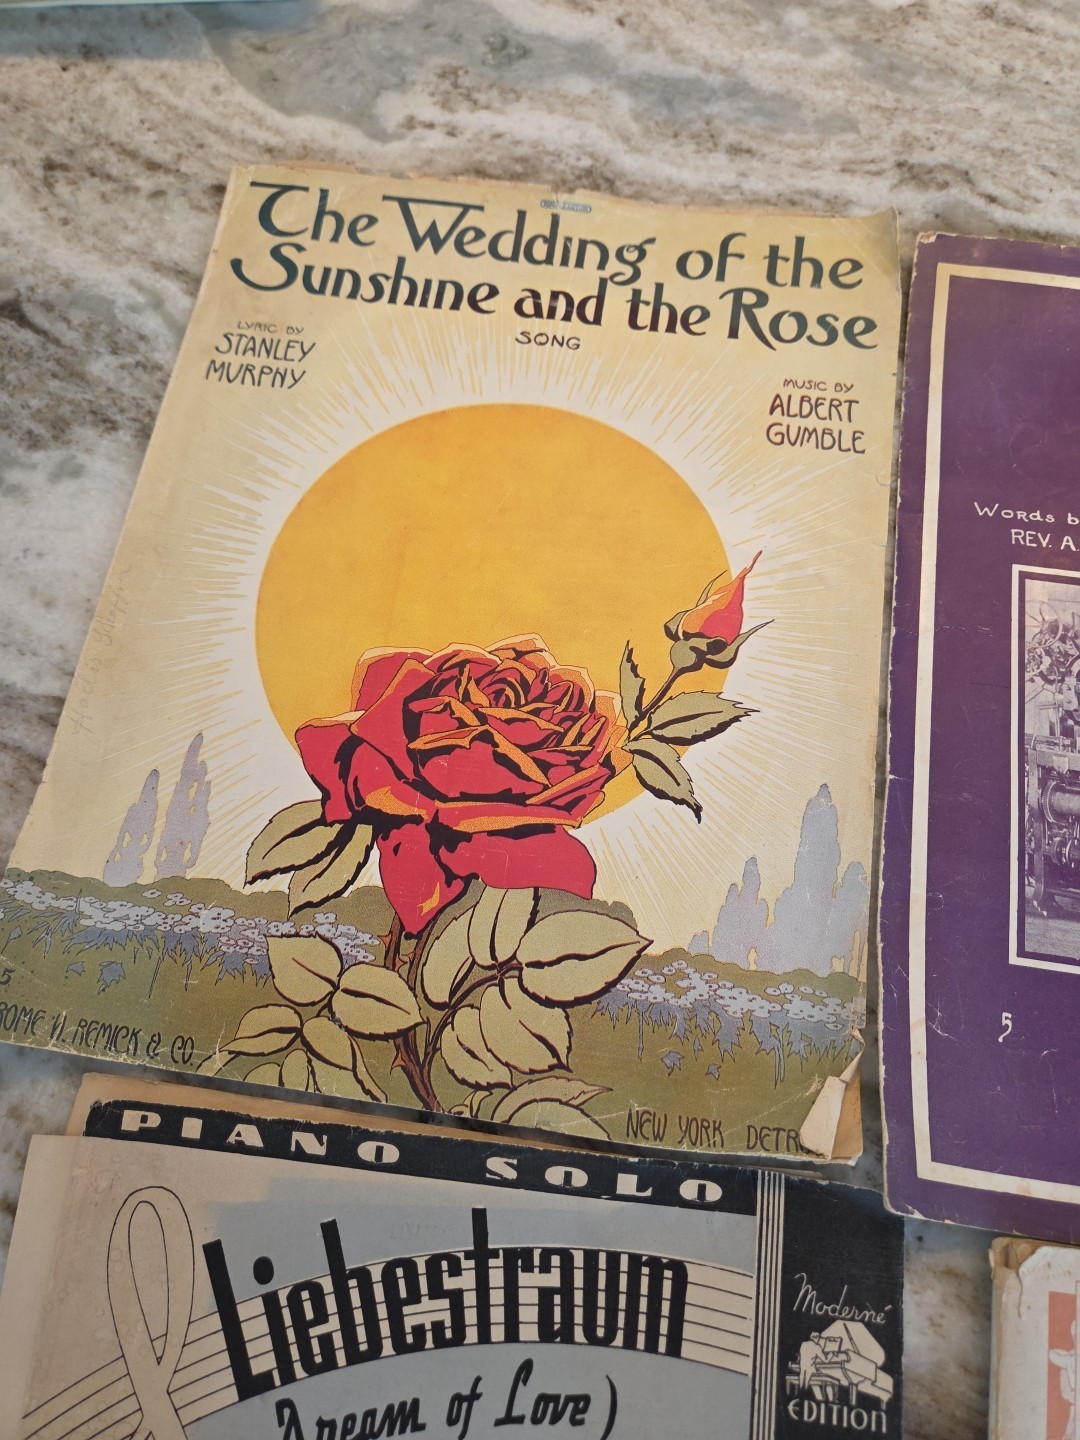 The Wedding of the
Sunshine and the Rose
SONG
LYRIC BY
STANLEY
MURPHY
MUSIC BY
ALBERT
GUMBLE
5
ROME H. REMICK & CO.
NEW YORK DETR
Words b
REV. A.
5
PIANO SOLO
Liebestraum
Dream of Love)
Moderne
EDITION